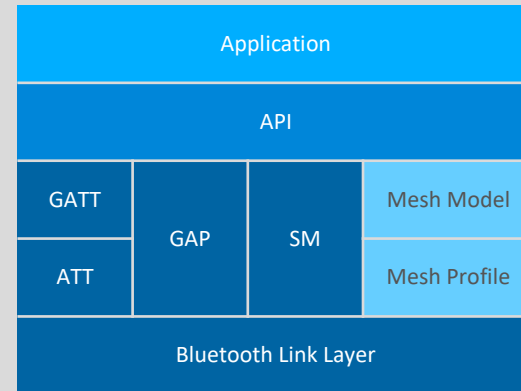 Application
API
GATT
GAP
SM
Mesh Model
ATT
Mesh Profile
Bluetooth Link Layer